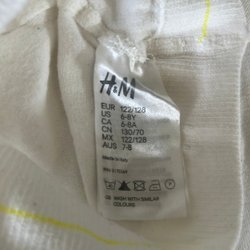 H&M
EUR 122/128
US 6-8Y
CA 6-8A
CN 130/70
MX 122/128
AUS 7-8
Made in Italy
GB WASH WITH SIMILAR
COLOURS